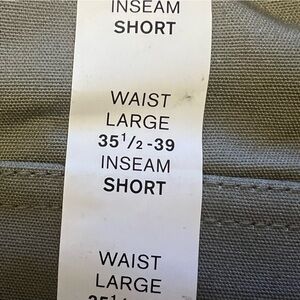 INSEAM
SHORT
WAIST
LARGE
35 1/2 -39
INSEAM
SHORT
WAIST
LARGE